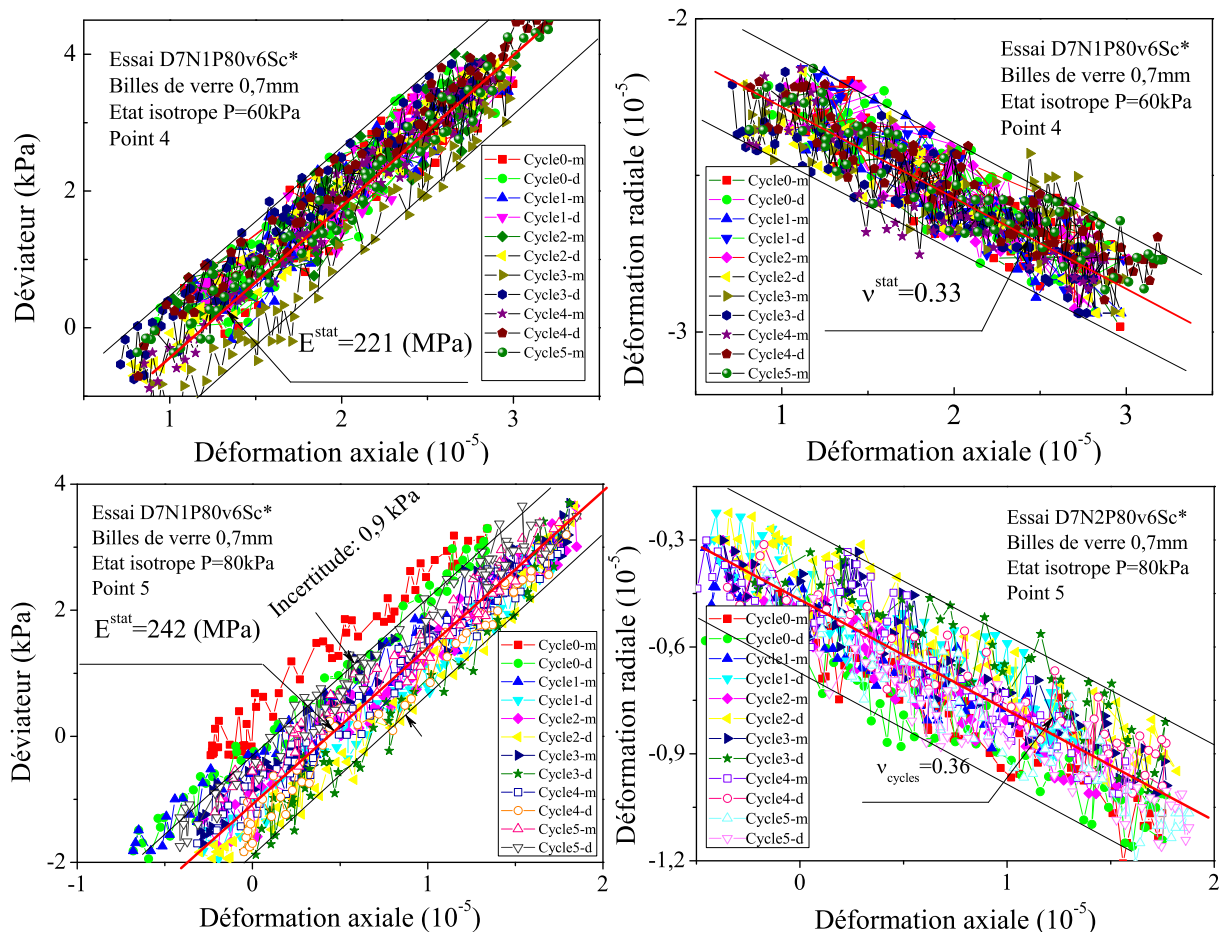 Essai D7N1P80v6Sc*
Billes de verre 0,7mm
Etat isotrope P=60kPa
Point 4
Déviateur (kPa)
4
2
0
Cycle0-m
Cycle0-d
Cycle1-m
Cycle1-d
Cycle2-m
Cycle2-d
Cycle3-m
Cycle3-d
Cycle4-m
Cycle4-d
Cycle5-m
E^stat=221 (MPa)
1
2
3
Déformation axiale (10^-5)
Essai D7N1P80v6Sc*
Billes de verre 0,7mm
Etat isotrope P=60kPa
Point 4
Déformation radiale (10^-5)
-2
-3
Cycle0-m
Cycle0-d
Cycle1-m
Cycle1-d
Cycle2-m
Cycle2-d
Cycle3-m
Cycle3-d
Cycle4-m
Cycle4-d
Cycle5-m
ν^stat=0.33
1
2
3
Déformation axiale (10^-5)
Essai D7N1P80v6Sc*
Billes de verre 0,7mm
Etat isotrope P=80kPa
Point 5
Incertitude: 0,9 kPa
E^stat=242 (MPa)
Déviateur (kPa)
4
2
0
-2
Cycle0-m
Cycle0-d
Cycle1-m
Cycle1-d
Cycle2-m
Cycle2-d
Cycle3-m
Cycle3-d
Cycle4-m
Cycle4-d
Cycle5-m
Cycle5-d
-1
0
1
2
Déformation axiale (10^-5)
Essai D7N2P80v6Sc*
Billes de verre 0,7mm
Etat isotrope P=80kPa
Point 5
Déformation radiale (10^-5)
-0,3
-0,6
-0,9
-1,2
Cycle0-m
Cycle0-d
Cycle1-m
Cycle1-d
Cycle2-m
Cycle2-d
Cycle3-m
Cycle3-d
Cycle4-m
Cycle4-d
Cycle5-m
Cycle5-d
ν_cycles=0.36
0
1
2
Déformation axiale (10^-5)